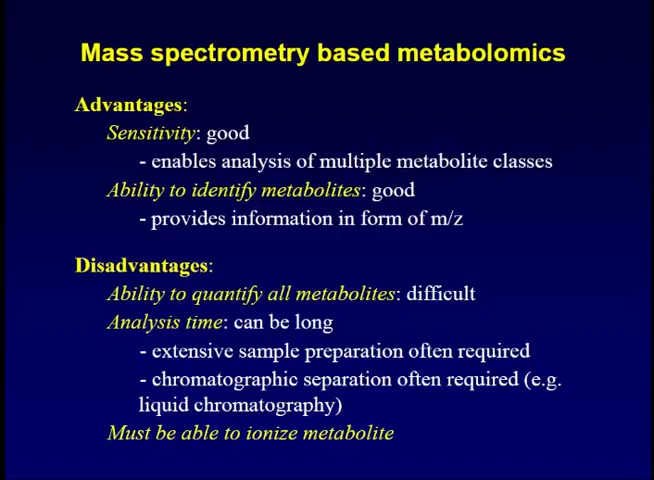 Mass spectrometry based metabolomics
Advantages:
Sensitivity: good
- enables analysis of multiple metabolite classes
Ability to identify metabolites: good
- provides information in form of m/z
Disadvantages:
Ability to quantify all metabolites: difficult
Analysis time: can be long
- extensive sample preparation often required
- chromatographic separation often required (e.g.
liquid chromatography)
Must be able to ionize metabolite